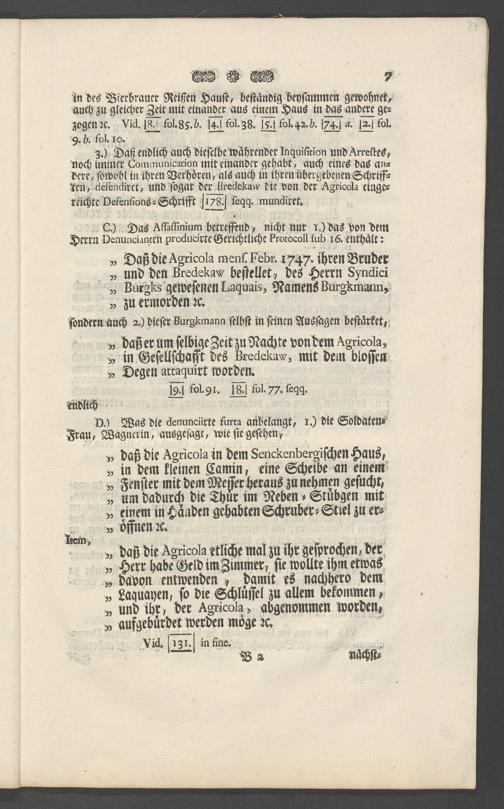 7
in des Bierbrauer Reißen Hause, beständig beysammen gewohnet,
auch zu gleicher Zeit mit einander aus einem Haus in das andere ge-
zogen ꝛc. Vid. |8.| fol. 85. b. |4.| fol. 38. |5.| fol. 42. b. |74.| a. |2.| fol.
9. b. fol. 10.
3.) Daß endlich auch dieselbe währender Inquisition und Arrestes,
noch immer Communication mit einander gehabt, auch eines das an-
dere, sowohl in ihren Verhören, als auch in ihren übergebenen Schriff-
ten, defendiret, und sogar der Bredekaw die von der Agricola einge-
reichte Defensions-Schrifft |178.| seqq. mundiret.
C.) Das Assassinium betreffend, nicht nur 1.) das von dem
Herrn Denuncianten producirte Gerichtliche Protocoll sub 16. enthält:
„ Daß die Agricola mens. Febr. 1747. ihren Bruder
„ und den Bredekaw bestellet, des Herrn Syndici
„ Burgks gewesenen Laquais, Namens Burgkmann,
„ zu ermorden ꝛc.
sondern auch 2.) dieser Burgkmann selbst in seinen Aussagen bestärket,
„ daß er um selbige Zeit zu Nachte von dem Agricola,
„ in Gesellschafft des Bredekaw, mit dem blossen
„ Degen attaquirt worden.
|9.| fol. 91. |8.| fol. 77. seqq.
endlich
D.) Was die denunciirte furta anbelangt, 1.) die Soldaten-
Frau, Wagnerin, ausgesagt, wie sie gesehen,
„ daß die Agricola in dem Senckenbergischen Haus,
„ in dem kleinen Camin, eine Scheibe an einem
„ Fenster mit dem Messer heraus zu nehmen gesucht,
„ um dadurch die Thür im Neben-Stübgen mit
„ einem in Händen gehabten Schruber-Stiel zu er-
„ öffnen ꝛc.
Item,
„ daß die Agricola etliche mal zu ihr gesprochen, der
„ Herr habe Geld im Zimmer, sie wollte ihm etwas
„ davon entwenden, damit es nachhero dem
„ Laquayen, so die Schlüssel zu allem bekommen,
„ und ihr, der Agricola, abgenommen worden,
„ aufgebürdet werden möge ꝛc.
Vid. |131.| in fine.
B 2 nächst-